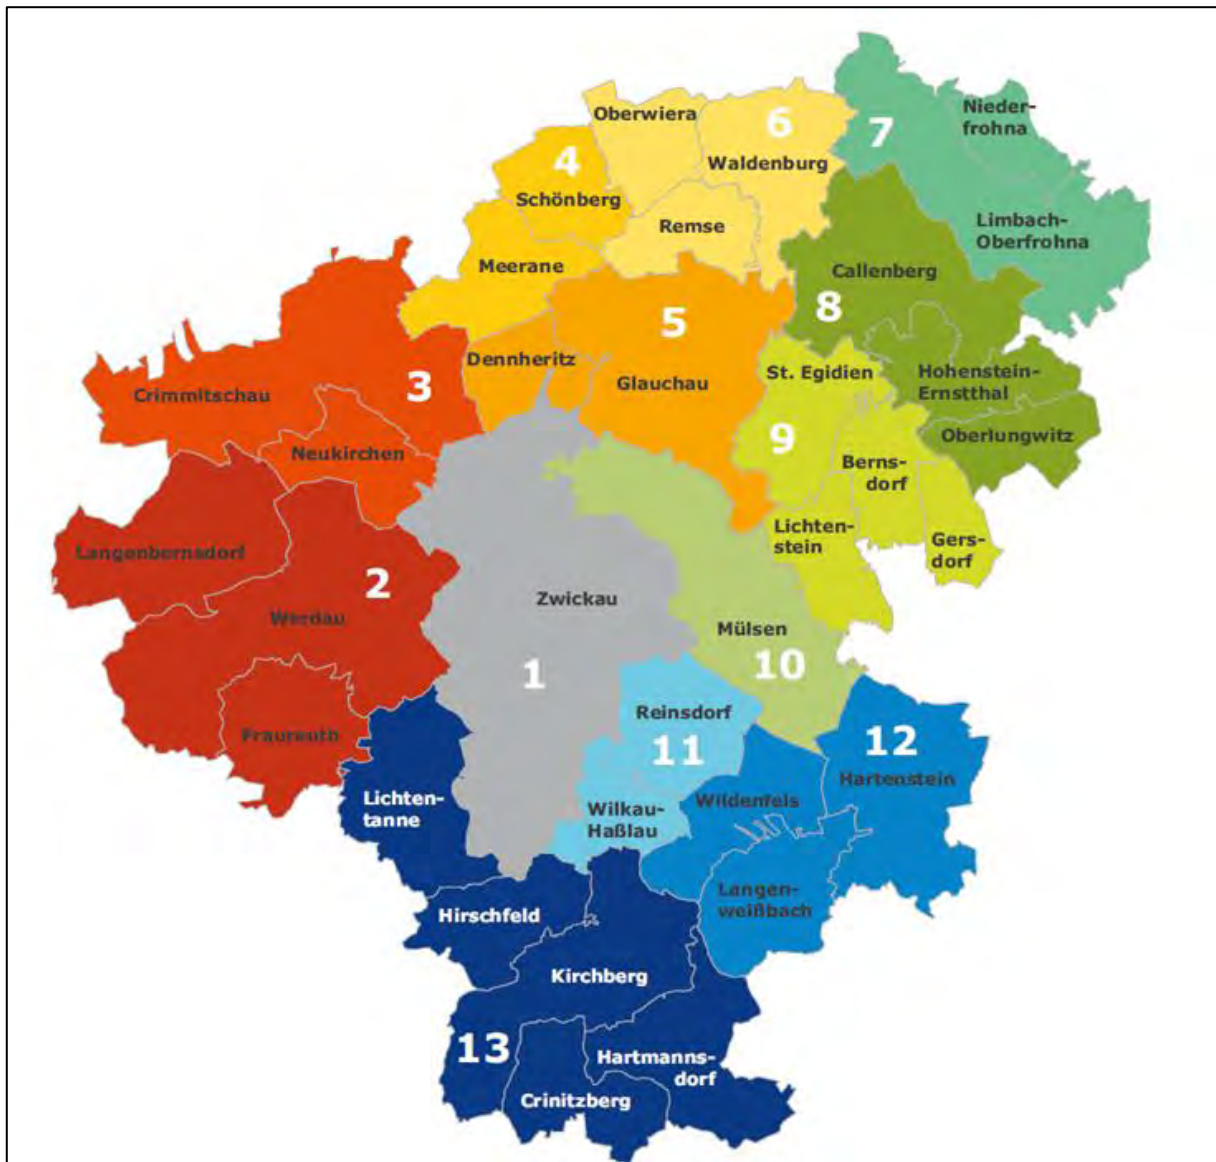 Oberwiera
6
7
Nieder-
frohna
4
Waldenburg
Schönberg
Remse
Limbach-
Oberfrohna
Meerane
Callenberg
8
5
Dennheritz
St. Egidien
Hohenstein-
Ernstthal
Glauchau
Crimmitschau
3
Neukirchen
9
Oberlungwitz
Berns-
dorf
Langenbernsdorf
Lichten-
stein
Gers-
dorf
2
Zwickau
Werdau
Mülsen
10
1
Reinsdorf
11
Fraureuth
12
Hartenstein
Lichten-
tanne
Wildenfels
Wilkau-
Haßlau
Langen-
weißbach
Hirschfeld
Kirchberg
13
Hartmanns-
dorf
Crinitzberg